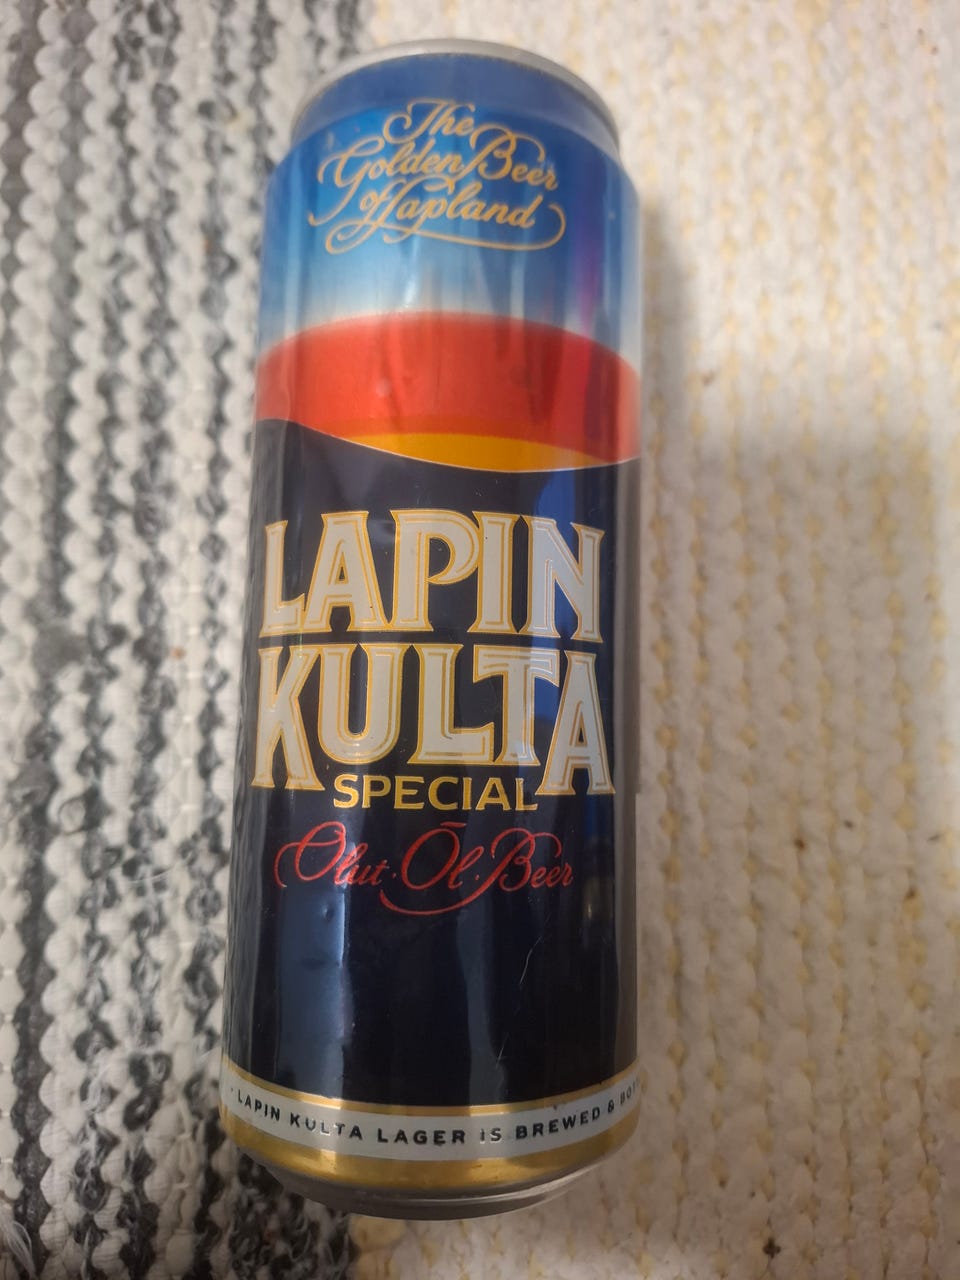 The
Golden Beer
of Lapland
LAPIN
KULTA
SPECIAL
Olut · Öl · Beer
· LAPIN KULTA LAGER IS BREWED &